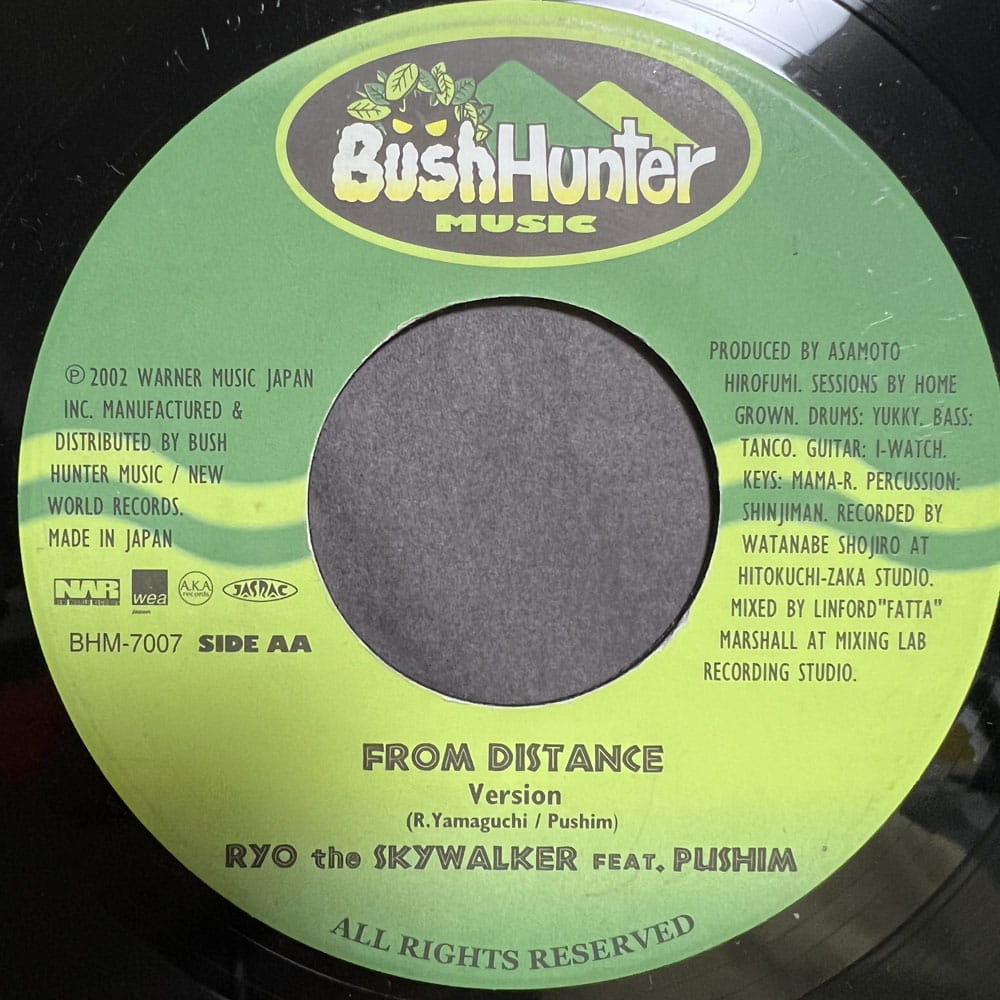 BushHunter
MUSIC
℗ 2002 WARNER MUSIC JAPAN
INC. MANUFACTURED &
DISTRIBUTED BY BUSH
HUNTER MUSIC / NEW
WORLD RECORDS.
MADE IN JAPAN
NAR
wea
A.K.A
records
JASRAC
BHM-7007 SIDE AA
PRODUCED BY ASAMOTO
HIROFUMI. SESSIONS BY HOME
GROWN. DRUMS: YUKKY. BASS:
TANCO. GUITAR: I-WATCH.
KEYS: MAMA-R. PERCUSSION:
SHINJIMAN. RECORDED BY
WATANABE SHOJIRO AT
HITOKUCHI-ZAKA STUDIO.
MIXED BY LINFORD"FATTA"
MARSHALL AT MIXING LAB
RECORDING STUDIO.
FROM DISTANCE
Version
(R.Yamaguchi / Pushim)
RYO the SKYWALKER FEAT. PUSHIM
ALL RIGHTS RESERVED